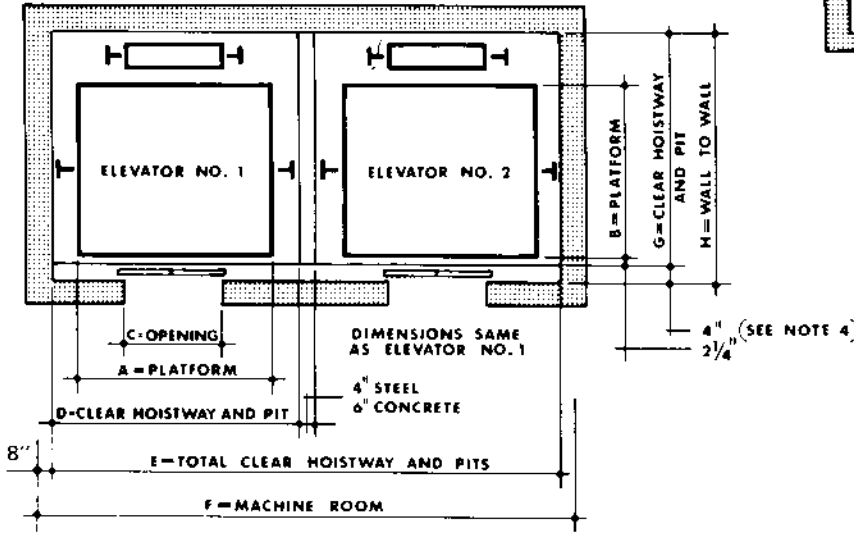 ELEVATOR NO. 1
ELEVATOR NO. 2
B=PLATFORM
G=CLEAR HOISTWAY
AND PIT
H=WALL TO WALL
C=OPENING
A=PLATFORM
DIMENSIONS SAME
AS ELEVATOR NO. 1
4" (SEE NOTE 4)
2 1/4"
4" STEEL
6" CONCRETE
D=CLEAR HOISTWAY AND PIT
8"
E=TOTAL CLEAR HOISTWAY AND PITS
F=MACHINE ROOM